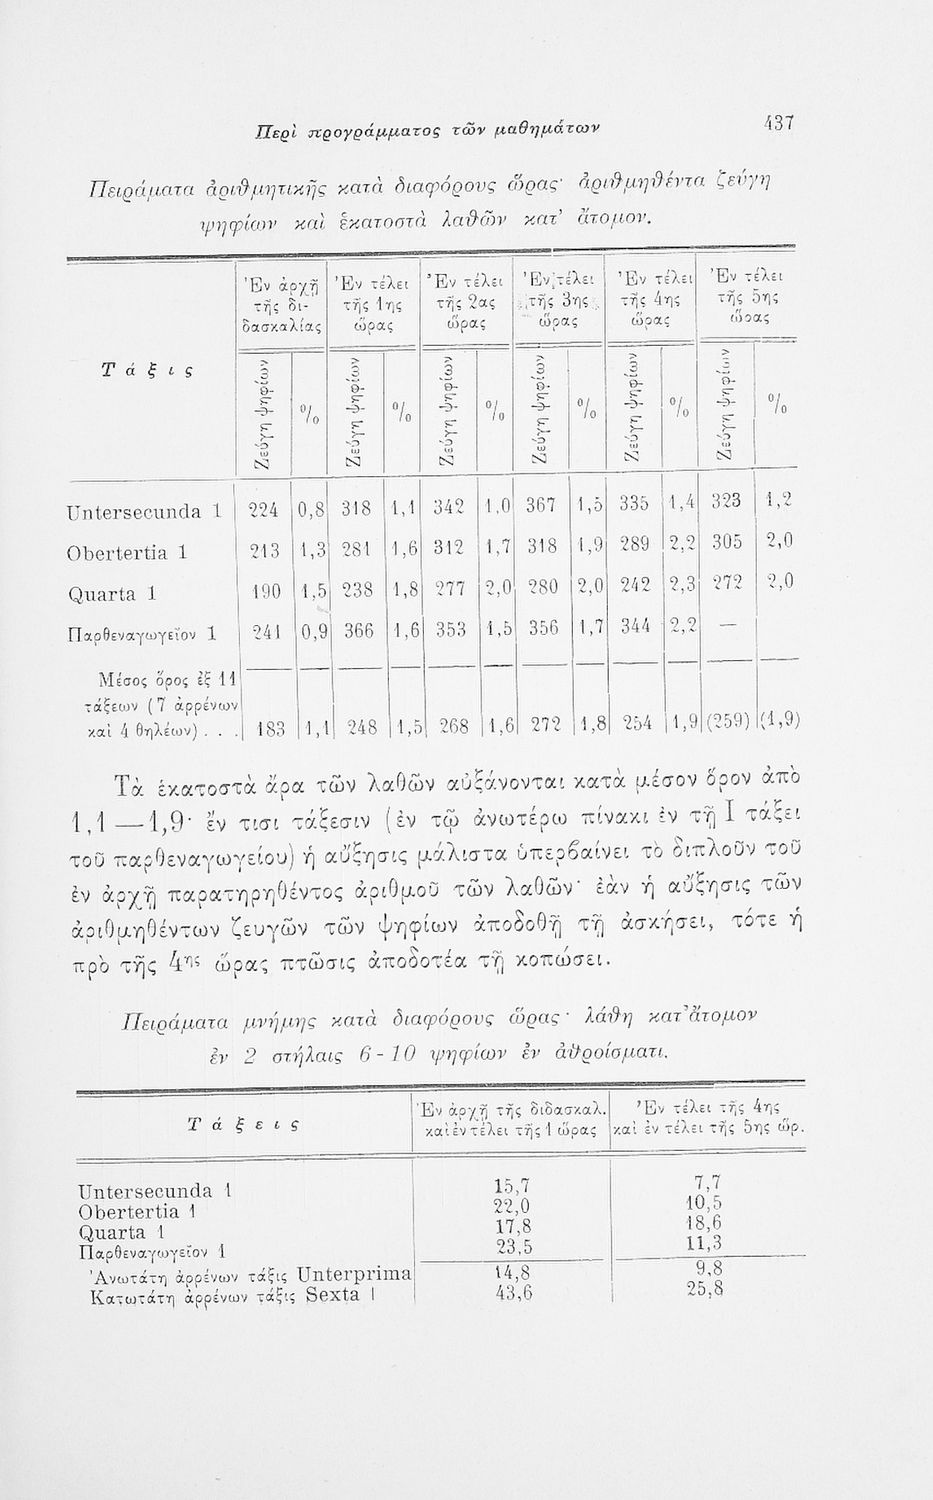 Περὶ προγράμματος τῶν μαθημάτων 437
Πειράματα ἀριθμητικῆς κατὰ διαφόρους ὥρας· ἀριθμηθέντα ζεύγη
ψηφίων καὶ ἑκατοστὰ λαθῶν κατ' ἄτομον.
Τάξις
Ἐν ἀρχῇ τῆς δι-δασκαλίας
Ἐν τέλει τῆς 1ης ὥρας
Ἐν τέλει τῆς 2ας ὥρας
Ἐν τέλει τῆς 3ης ὥρας
Ἐν τέλει τῆς 4ης ὥρας
Ἐν τέλει τῆς 5ης ὥρας
Ζεύγη ψηφίων % Ζεύγη ψηφίων % Ζεύγη ψηφίων % Ζεύγη ψηφίων % Ζεύγη ψηφίων % Ζεύγη ψηφίων %
Untersecunda 1 224 0,8 318 1,1 342 1,0 367 1,5 335 1,4 323 1,2
Obertertia 1 213 1,3 281 1,6 312 1,7 318 1,9 289 2,2 305 2,0
Quarta 1 190 1,5 238 1,8 277 2,0 280 2,0 242 2,3 272 2,0
Παρθεναγωγεῖον 1 241 0,9 366 1,6 353 1,5 356 1,7 344 2,2 —
Μέσος ὅρος ἐξ 11
τάξεων (7 ἀρρένων
καὶ 4 θηλέων) . . . 183 1,1 248 1,5 268 1,6 272 1,8 254 1,9 (259) (1,9)
Τὰ ἑκατοστὰ ἄρα τῶν λαθῶν αὐξάνονται κατὰ μέσον ὅρον ἀπὸ
1,1 — 1,9· ἔν τισι τάξεσιν (ἐν τῷ ἀνωτέρω πίνακι ἐν τῇ I τάξει
τοῦ παρθεναγωγείου) ἡ αὔξησις μάλιστα ὑπερβαίνει τὸ διπλοῦν τοῦ
ἐν ἀρχῇ παρατηρηθέντος ἀριθμοῦ τῶν λαθῶν· ἐὰν ἡ αὔξησις τῶν
ἀριθμηθέντων ζευγῶν τῶν ψηφίων ἀποδοθῇ τῇ ἀσκήσει, τότε ἡ
πρὸ τῆς 4ης ὥρας πτῶσις ἀποδοτέα τῇ κοπώσει.
Πειράματα μνήμης κατὰ διαφόρους ὥρας· λάθη κατ' ἄτομον
ἐν 2 στήλαις 6 - 10 ψηφίων ἐν ἀθροίσματι.
Τάξεις
Ἐν ἀρχῇ τῆς διδασκαλ.
καὶ ἐν τέλει τῆς 1 ὥρας
Ἐν τέλει τῆς 4ης
καὶ ἐν τέλει τῆς 5ης ὥρ.
Untersecunda 1 15,7 7,7
Obertertia 1 22,0 10,5
Quarta 1 17,8 18,6
Παρθεναγωγεῖον 1 23,5 11,3
Ἀνωτάτη ἀρρένων τάξις Unterprima 14,8 9,8
Κατωτάτη ἀρρένων τάξις Sexta I 43,6 25,8